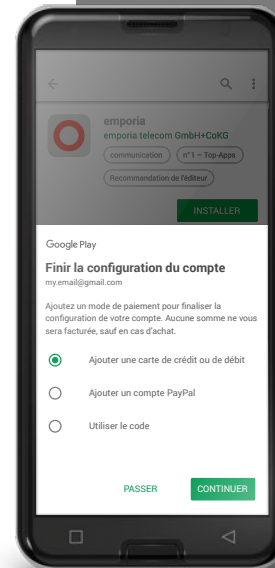 emporia
emporia telecom GmbH+CoKG
communication
n°1 – Top-Apps
Recommandation de l'éditeur
INSTALLER
Google Play
Finir la configuration du compte
my.email@gmail.com
Ajoutez un mode de paiement pour finaliser la
configuration de votre compte. Aucune somme ne vous
sera facturée, sauf en cas d'achat.
Ajouter une carte de crédit ou de débit
Ajouter un compte PayPal
Utiliser le code
PASSER
CONTINUER